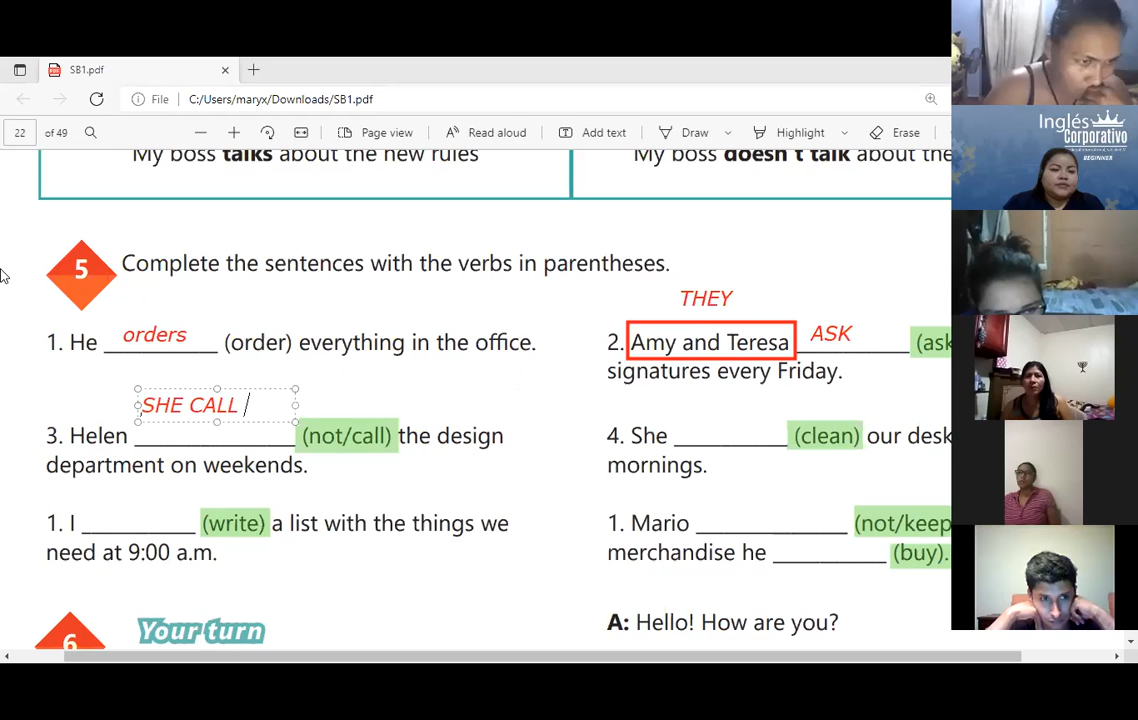 SB1.pdf
File C:/Users/maryx/Downloads/SB1.pdf
22 of 49 Page view Read aloud Add text Draw Highlight Erase
My boss talks about the new rules
My boss doesn't talk about the
5 Complete the sentences with the verbs in parentheses.
1. He orders (order) everything in the office.
THEY
2. Amy and Teresa ASK (ask
signatures every Friday.
SHE CALL
3. Helen ______________ (not/call) the design
department on weekends.
4. She __________ (clean) our desk
mornings.
1. I __________ (write) a list with the things we
need at 9:00 a.m.
1. Mario _____________ (not/keep
merchandise he __________ (buy).
6 Your turn
A: Hello! How are you?
Inglés
Corporativo
BEGINNER